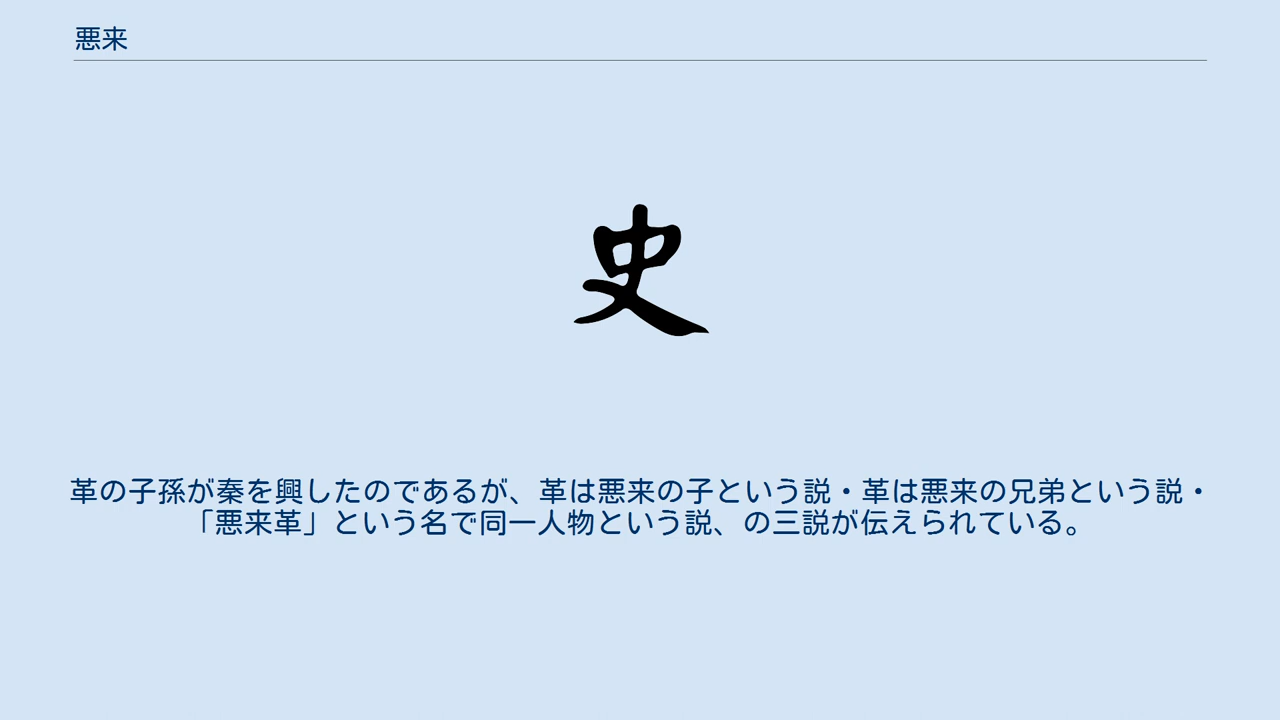 悪来
史
革の子孫が秦を興したのであるが、革は悪来の子という説・革は悪来の兄弟という説・
「悪来革」という名で同一人物という説、の三説が伝えられている。